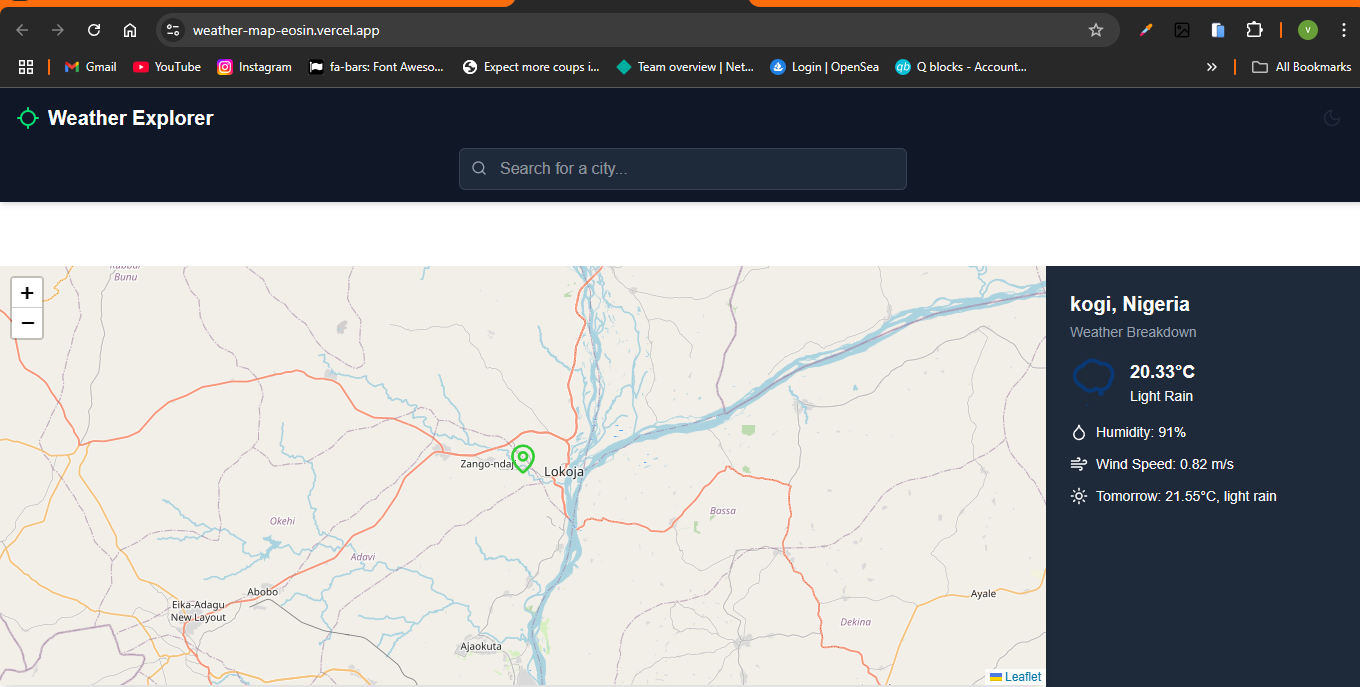 weather-map-eosin.vercel.app
V
Gmail
YouTube
Instagram
fa-bars: Font Aweso...
Expect more coups i...
Team overview | Net...
Login | OpenSea
qb
Q blocks - Account...
»
All Bookmarks
Weather Explorer
Search for a city...
+
−
Bunu
Zango-ndaji
Lokoja
Okehi
Bassa
Adavi
Abobo
Eika-Adagu
New Layout
Ajaokuta
Ayale
Dekina
Leaflet
kogi, Nigeria
Weather Breakdown
20.33°C
Light Rain
Humidity: 91%
Wind Speed: 0.82 m/s
Tomorrow: 21.55°C, light rain